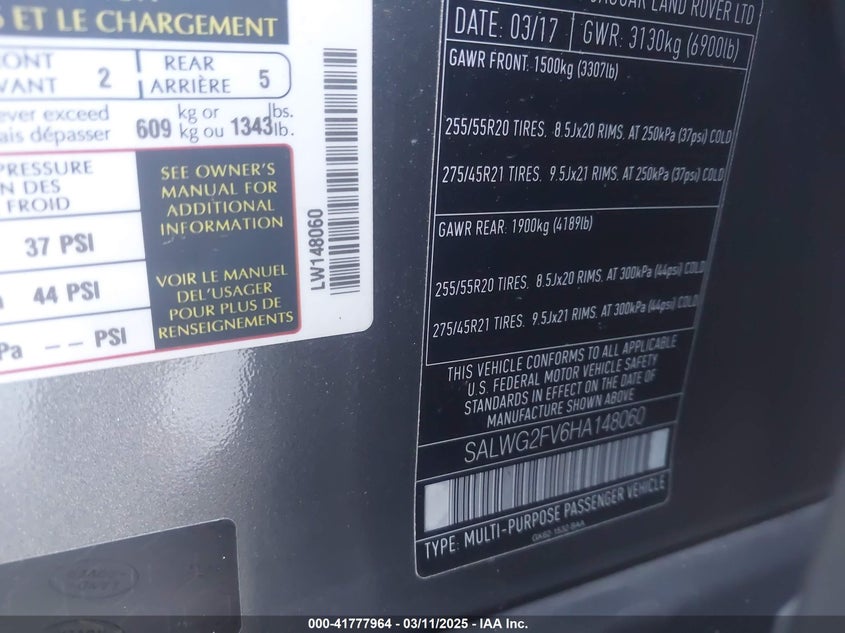 S ET LE CHARGEMENT
2
REAR
ARRIÈRE 5
ever exceed
ais dépasser
609 kg or 1343 lbs.
kg ou lb.
PRESSURE
N DES
FROID
37 PSI
44 PSI
Pa -- PSI
SEE OWNER'S
MANUAL FOR
ADDITIONAL
INFORMATION
VOIR LE MANUEL
DEL'USAGER
POUR PLUS DE
RENSEIGNEMENTS
LW148060
JAGUAR LAND ROVER LTD
DATE: 03/17 GWR: 3130kg (6900lb)
GAWR FRONT: 1500kg (3307lb)
255/55R20 TIRES. 8.5Jx20 RIMS. AT 250kPa (37psi) COLD
275/45R21 TIRES. 9.5Jx21 RIMS. AT 250kPa (37psi) COLD
GAWR REAR: 1900kg (4189lb)
255/55R20 TIRES. 8.5Jx20 RIMS. AT 300kPa (44psi) COLD
275/45R21 TIRES. 9.5Jx21 RIMS. AT 300kPa (44psi) COLD
THIS VEHICLE CONFORMS TO ALL APPLICABLE
U.S. FEDERAL MOTOR VEHICLE SAFETY
STANDARDS IN EFFECT ON THE DATE OF
MANUFACTURE SHOWN ABOVE
SALWG2FV6HA148060
TYPE: MULTI-PURPOSE PASSENGER VEHICLE
000-41777964 - 03/11/2025 - IAA Inc.